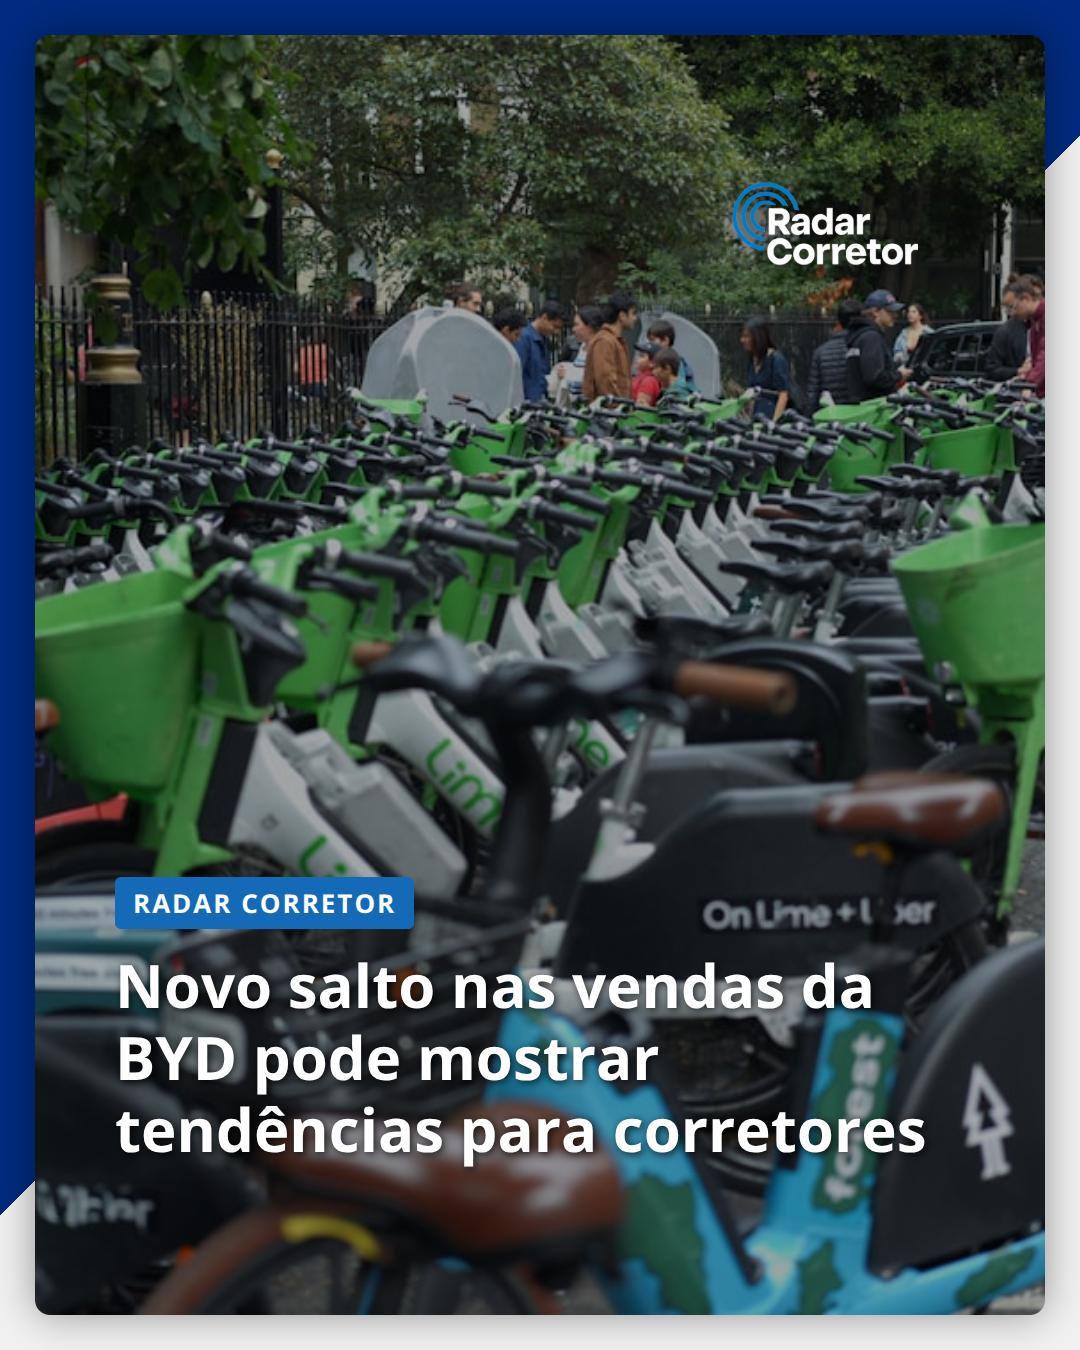 Radar
Corretor
Lime
On Lime + Uber
RADAR CORRETOR
Novo salto nas vendas da
BYD pode mostrar
tendências para corretores
forest